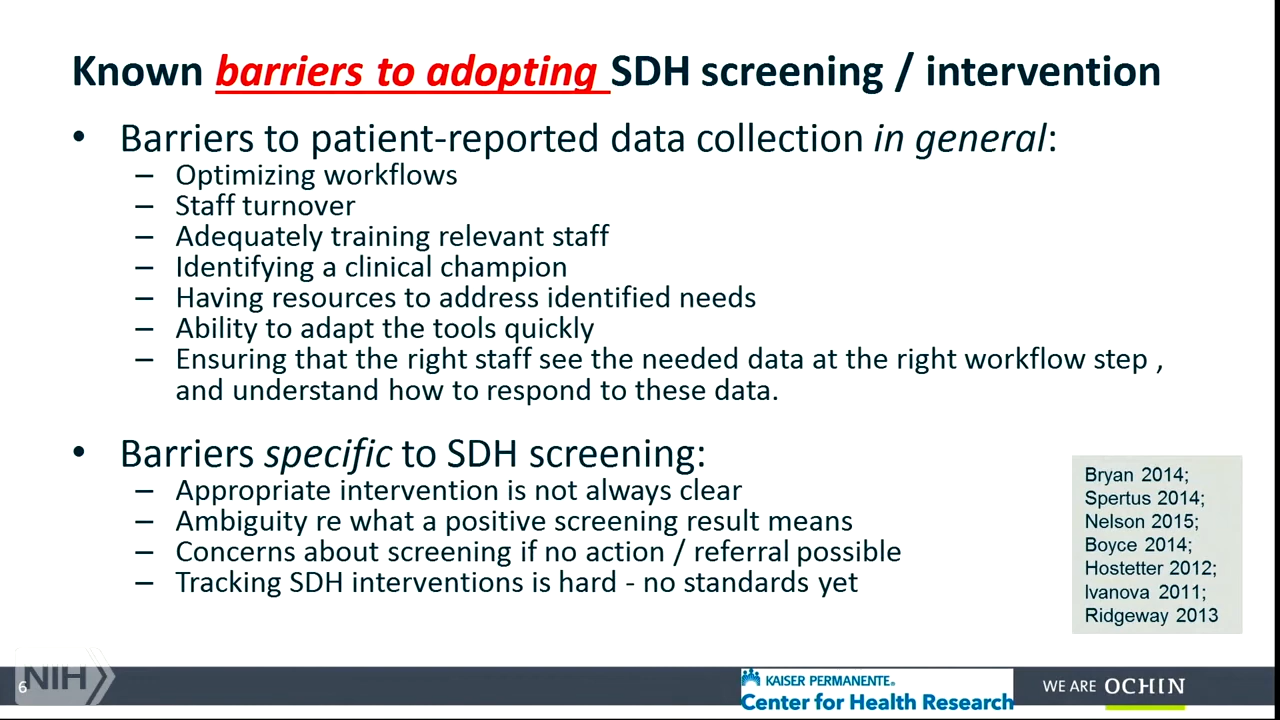 Known barriers to adopting SDH screening / intervention
• Barriers to patient-reported data collection in general:
– Optimizing workflows
– Staff turnover
– Adequately training relevant staff
– Identifying a clinical champion
– Having resources to address identified needs
– Ability to adapt the tools quickly
– Ensuring that the right staff see the needed data at the right workflow step ,
and understand how to respond to these data.
• Barriers specific to SDH screening:
– Appropriate intervention is not always clear
– Ambiguity re what a positive screening result means
– Concerns about screening if no action / referral possible
– Tracking SDH interventions is hard - no standards yet
Bryan 2014;
Spertus 2014;
Nelson 2015;
Boyce 2014;
Hostetter 2012;
Ivanova 2011;
Ridgeway 2013
6
NIH
KAISER PERMANENTE®
Center for Health Research
WE ARE OCHIN